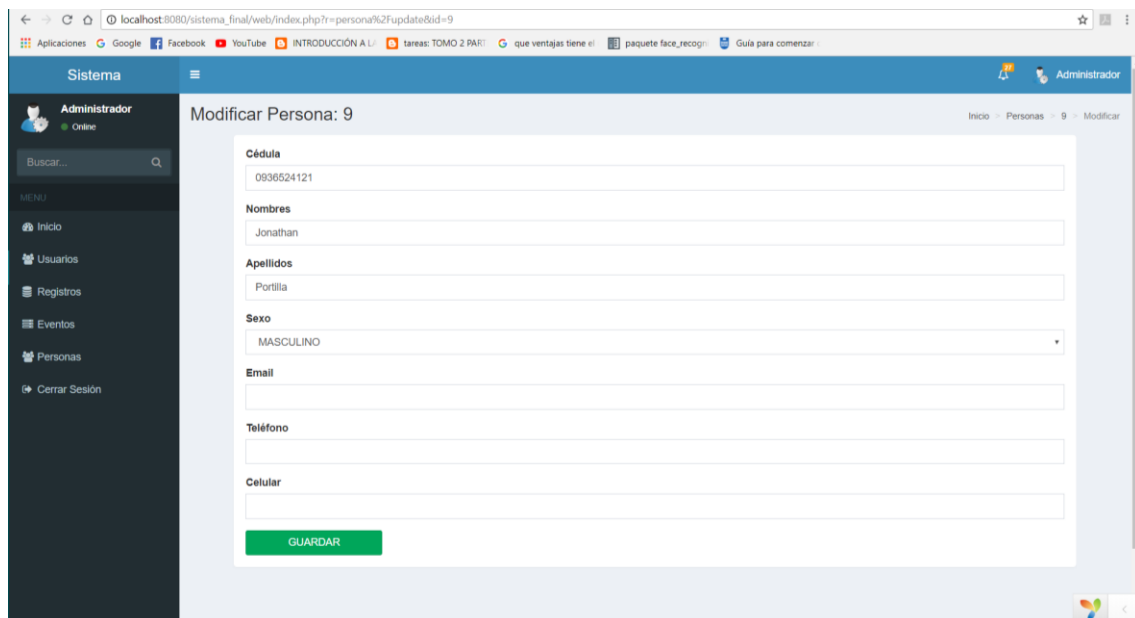 localhost:8080/sistema_final/web/index.php?r=persona%2Fupdate&id=9
Aplicaciones Google Facebook YouTube INTRODUCCIÓN A LA tareas: TOMO 2 PART que ventajas tiene el paquete face_recogn Guía para comenzar
Sistema
27
Administrador
Administrador
Online
Modificar Persona: 9
Inicio > Personas > 9 > Modificar
Buscar...
MENU
Inicio
Usuarios
Registros
Eventos
Personas
Cerrar Sesión
Cédula
0936524121
Nombres
Jonathan
Apellidos
Portilla
Sexo
MASCULINO
Email
Teléfono
Celular
GUARDAR